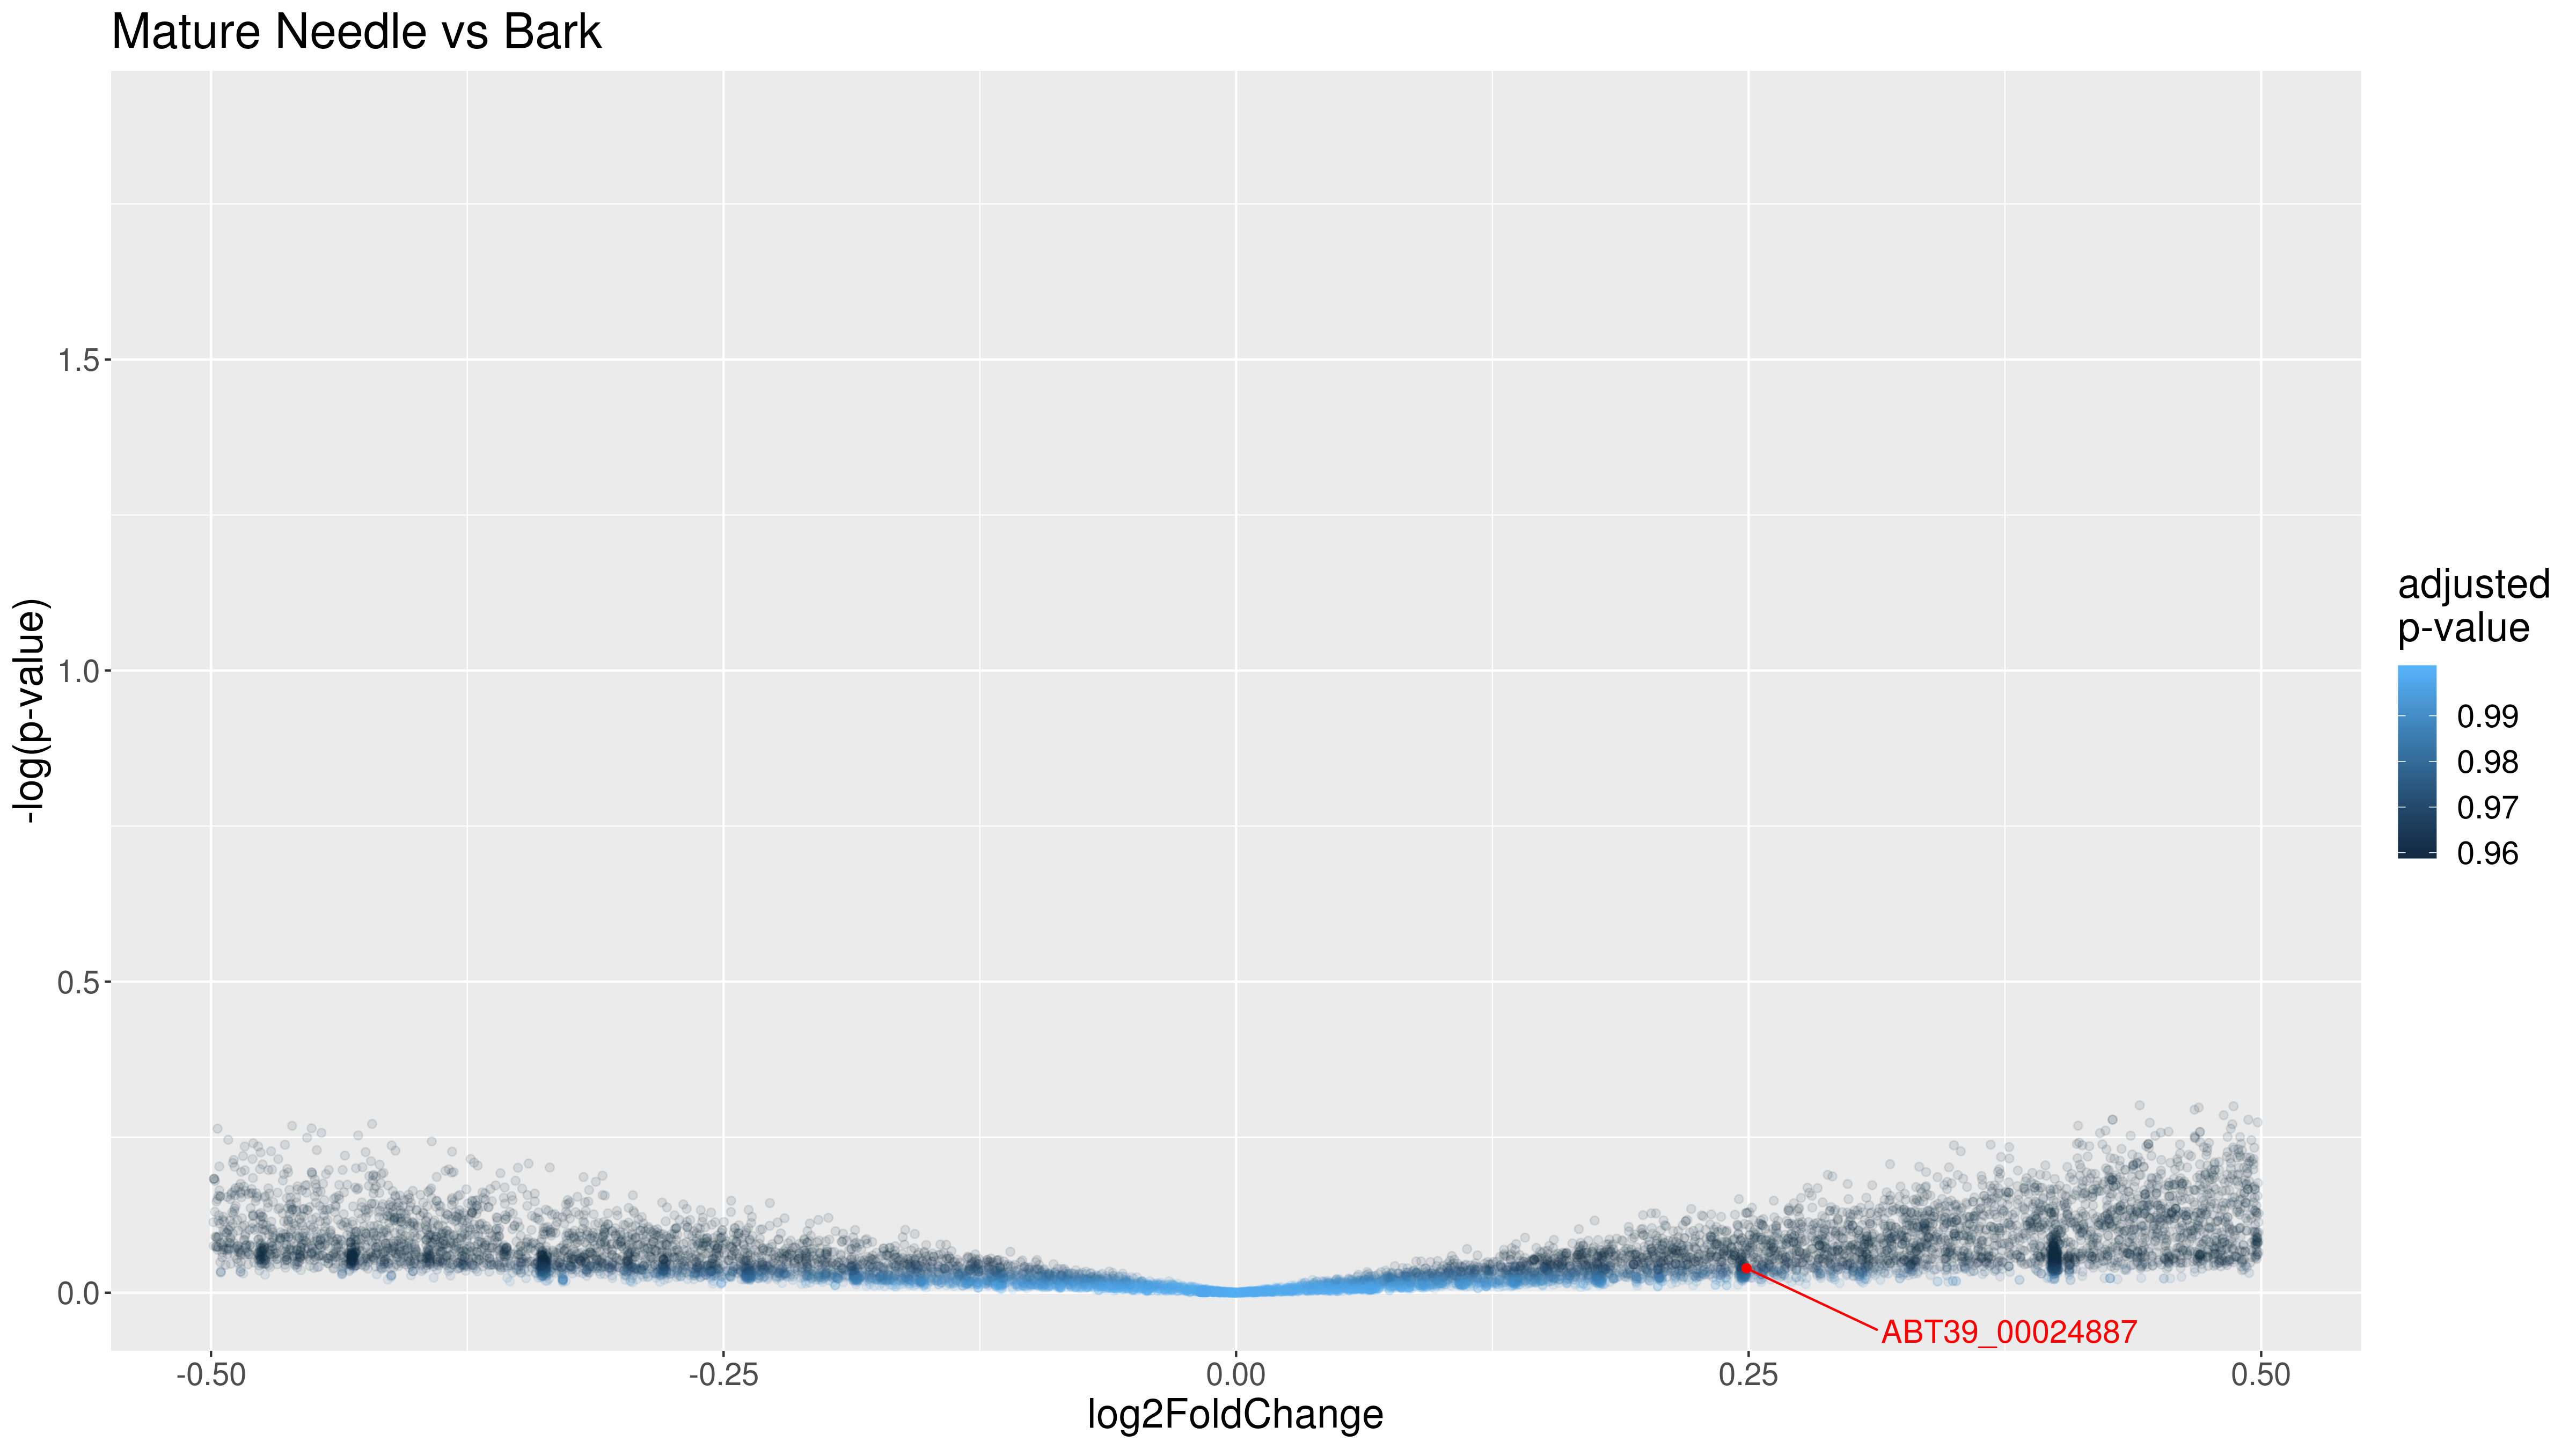 Mature Needle vs Bark
-log(p-value)
1.5
1.0
0.5
0.0
-0.50
-0.25
0.00
0.25
0.50
log2FoldChange
ABT39_00024887
adjusted
p-value
0.99
0.98
0.97
0.96